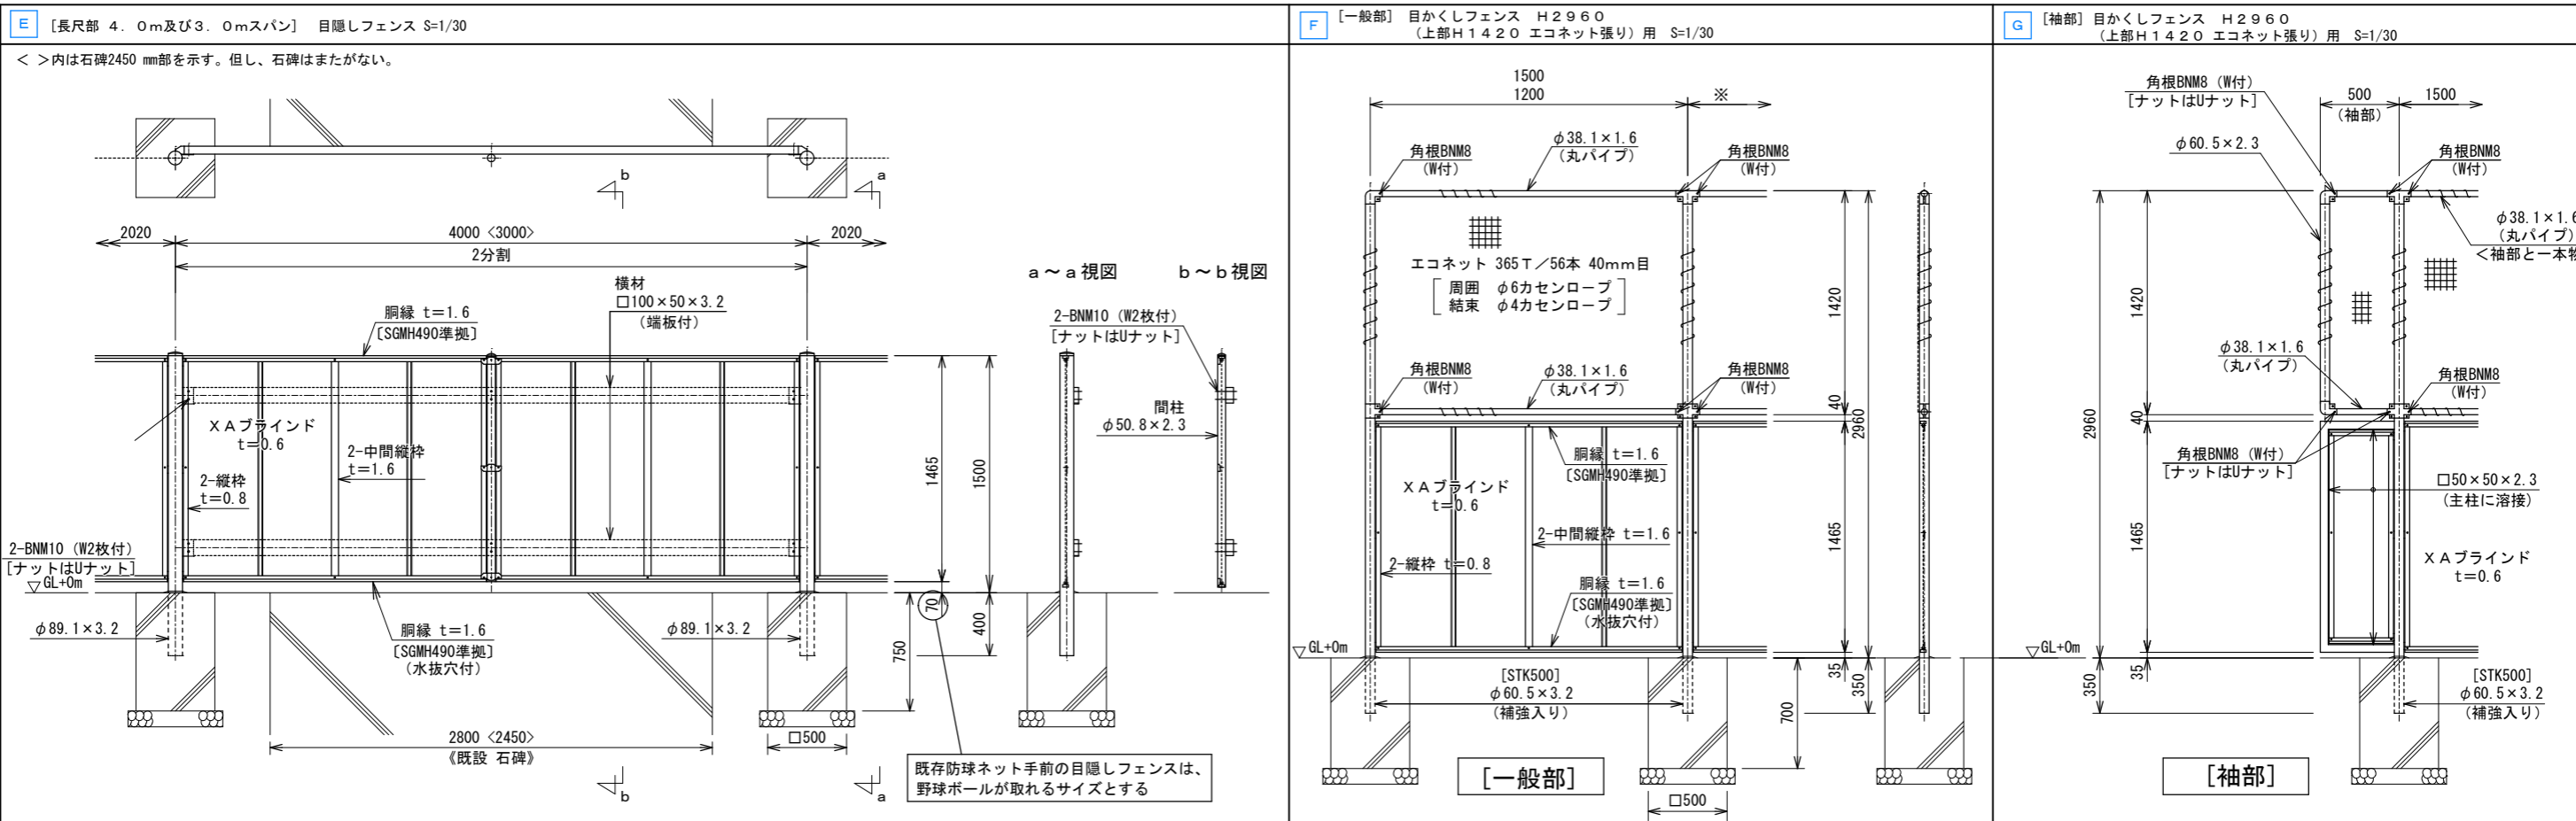 E
[長尺部 4.0m及び3.0mスパン] 目隠しフェンス S=1/30
< >内は石碑2450 mm部を示す。但し、石碑はまたがない。
b
a
2020
4000 <3000>
2020
2分割
a～a視図
b～b視図
横材
□100×50×3.2
(端板付)
胴縁 t=1.6
[SGMH490準拠]
2-BNM10 (W2枚付)
[ナットはUナット]
XAブラインド
t=0.6
2-中間縦枠
t=1.6
2-縦枠
t=0.8
間柱
φ50.8×2.3
1465
1500
2-BNM10 (W2枚付)
[ナットはUナット]
▽GL+0m
70
400
750
φ89.1×3.2
胴縁 t=1.6
[SGMH490準拠]
(水抜穴付)
φ89.1×3.2
2800 <2450>
《既設 石碑》
□500
b
a
既存防球ネット手前の目隠しフェンスは、
野球ボールが取れるサイズとする
F
[一般部] 目かくしフェンス H2960
(上部H1420 エコネット張り)用 S=1/30
1500
1200
※
角根BNM8
(W付)
φ38.1×1.6
(丸パイプ)
角根BNM8
(W付)
エコネット 365T/56本 40mm目
周囲 φ6カセンロープ
結束 φ4カセンロープ
1420
2960
角根BNM8
(W付)
φ38.1×1.6
(丸パイプ)
角根BNM8
(W付)
40
胴縁 t=1.6
[SGMH490準拠]
XAブラインド
t=0.6
2-中間縦枠 t=1.6
2-縦枠 t=0.8
1465
胴縁 t=1.6
[SGMH490準拠]
(水抜穴付)
▽GL+0m
[STK500]
φ60.5×3.2
(補強入り)
35
350
700
[一般部]
□500
G
[袖部] 目かくしフェンス H2960
(上部H1420 エコネット張り)用 S=1/30
角根BNM8 (W付)
[ナットはUナット]
500
(袖部)
1500
φ60.5×2.3
角根BNM8
(W付)
φ38.1×1.6
(丸パイプ)
<袖部と一本物
1420
2960
φ38.1×1.6
(丸パイプ)
角根BNM8
(W付)
40
角根BNM8 (W付)
[ナットはUナット]
□50×50×2.3
(主柱に溶接)
1465
XAブラインド
t=0.6
▽GL+0m
35
350
[STK500]
φ60.5×3.2
(補強入り)
[袖部]